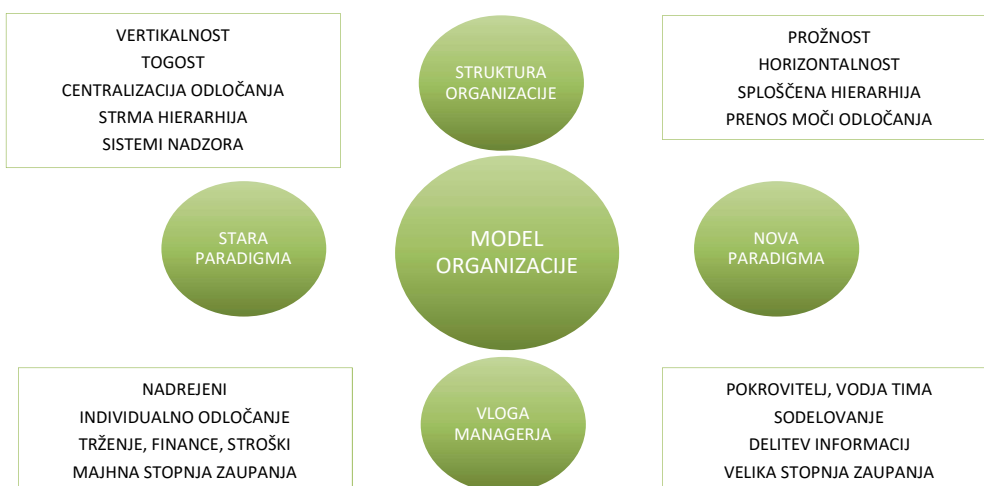 VERTIKALNOST
TOGOST
CENTRALIZACIJA ODLOČANJA
STRMA HIERARHIJA
SISTEMI NADZORA
STRUKTURA
ORGANIZACIJE
PROŽNOST
HORIZONTALNOST
SPLOŠČENA HIERARHIJA
PRENOS MOČI ODLOČANJA
STARA
PARADIGMA
MODEL
ORGANIZACIJE
NOVA
PARADIGMA
NADREJENI
INDIVIDUALNO ODLOČANJE
TRŽENJE, FINANCE, STROŠKI
MAJHNA STOPNJA ZAUPANJA
VLOGA
MANAGERJA
POKROVITELJ, VODJA TIMA
SODELOVANJE
DELITEV INFORMACIJ
VELIKA STOPNJA ZAUPANJA